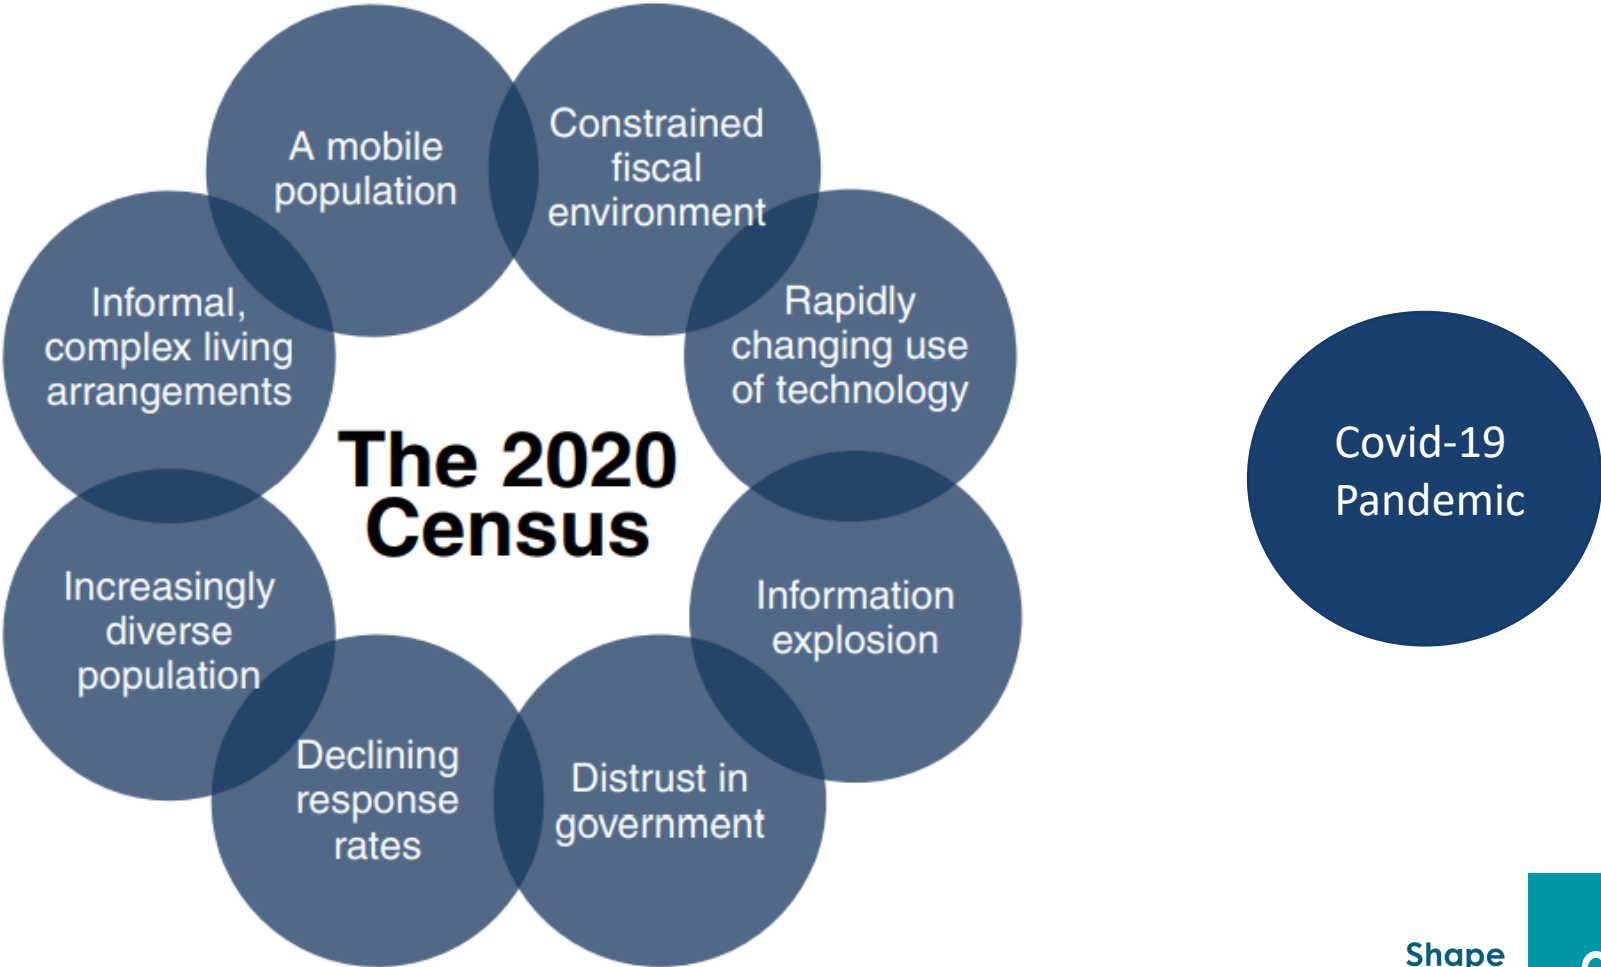 A mobile
population
Constrained
fiscal
environment
Informal,
complex living
arrangements
Rapidly
changing use
of technology
The 2020
Census
Covid-19
Pandemic
Increasingly
diverse
population
Information
explosion
Declining
response
rates
Distrust in
government
Shape